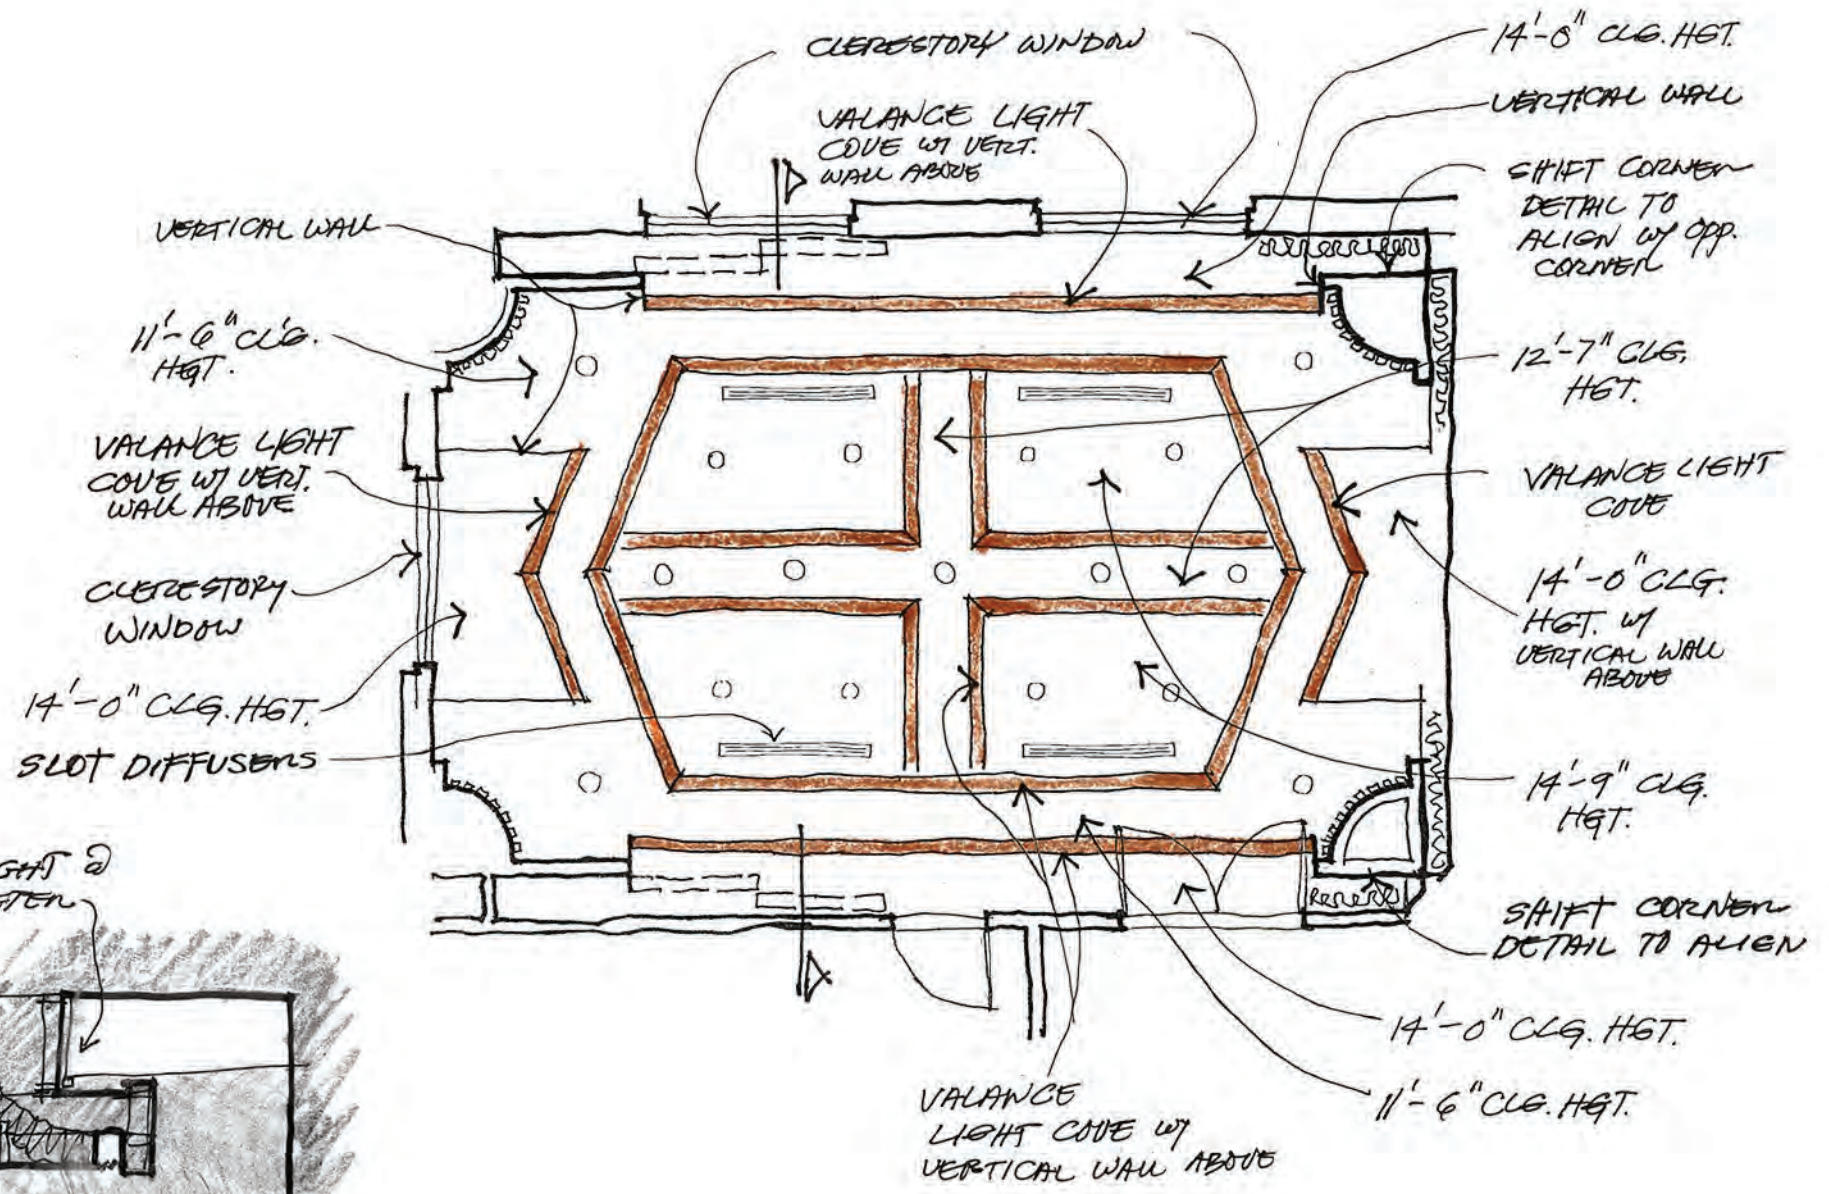 CLERESTORY WINDOW
14'-0" CLG. HGT.
VALANCE LIGHT
COVE W/ VERT.
WALL ABOVE
VERTICAL WALL
SHIFT CORNER
DETAIL TO
ALIGN W/ OPP.
CORNER
VERTICAL WALL
11'-6" CL'G.
HGT.
12'-7" CLG.
HGT.
VALANCE LIGHT
COVE W/ VERT.
WALL ABOVE
VALANCE LIGHT
COVE
CLERESTORY
WINDOW
14'-0" CLG.
HGT. W/
VERTICAL WALL
ABOVE
14'-0" CLG. HGT.
SLOT DIFFUSERS
14'-9" CLG.
HGT.
SHIFT CORNER
DETAIL TO ALIGN
14'-0" CLG. HGT.
11'-6" CLG. HGT.
VALANCE
LIGHT COVE W/
VERTICAL WALL ABOVE